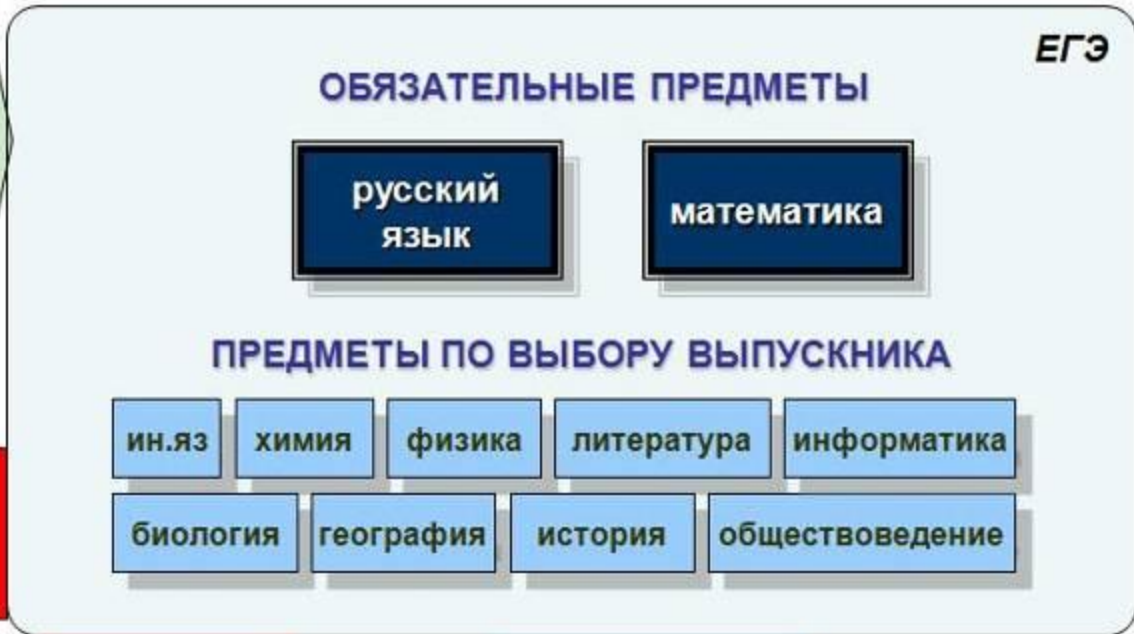 ЕГЭ
ОБЯЗАТЕЛЬНЫЕ ПРЕДМЕТЫ
русский
язык
математика
ПРЕДМЕТЫ ПО ВЫБОРУ ВЫПУСКНИКА
ин.яз химия физика литература информатика
биология география история обществоведение